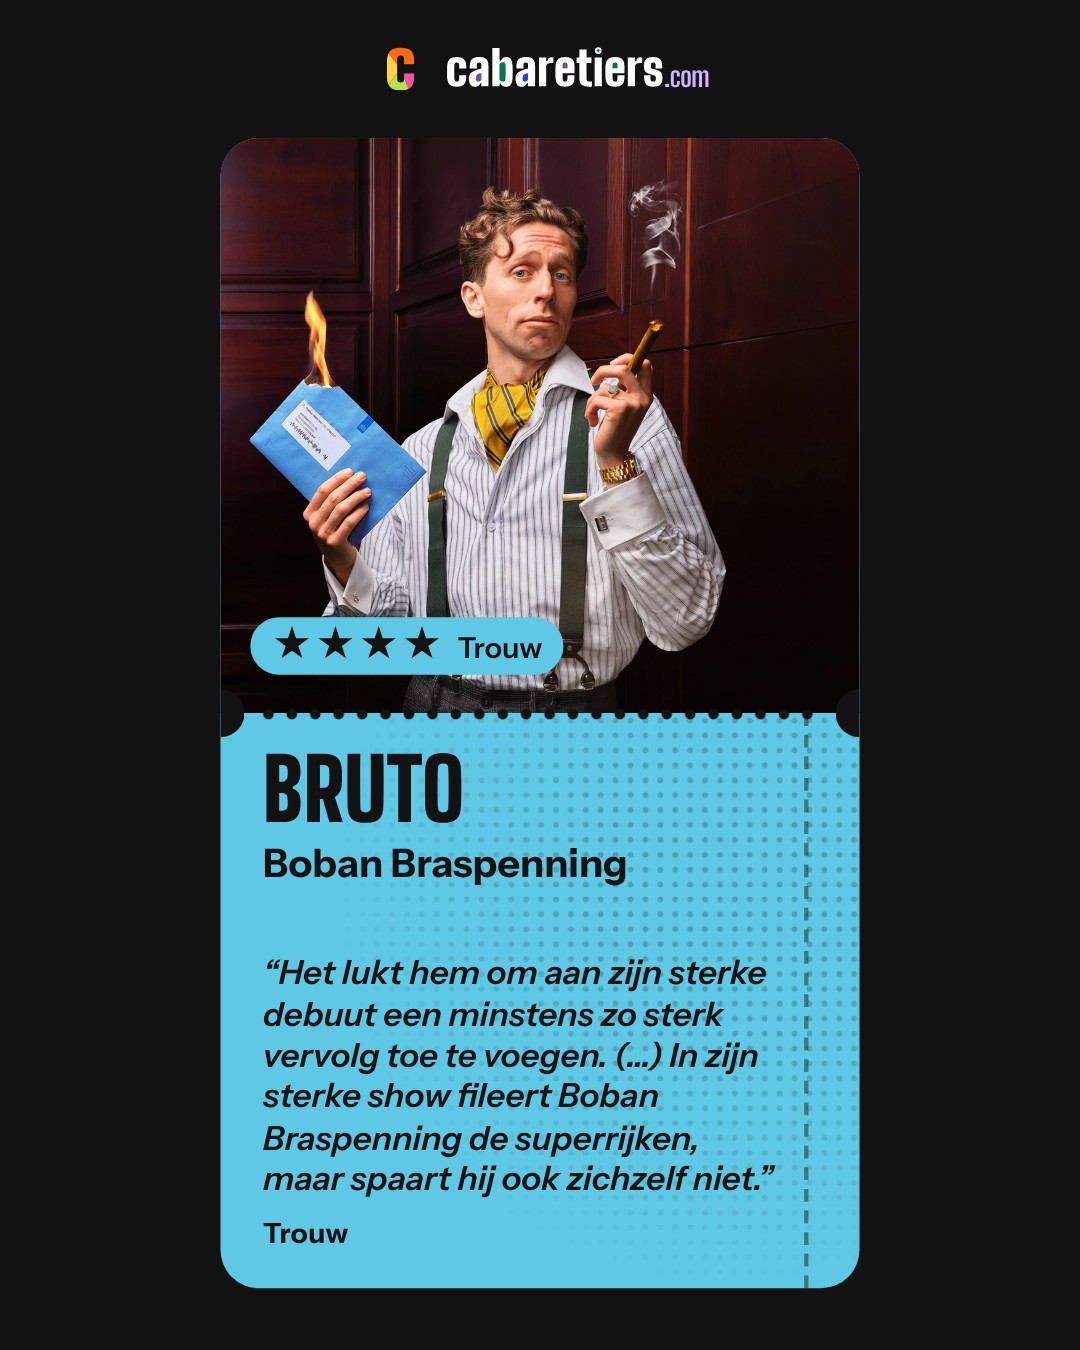 cabaretiers.com
★★★★ Trouw
BRUTO
Boban Braspenning
“Het lukt hem om aan zijn sterke
debuut een minstens zo sterk
vervolg toe te voegen. (...) In zijn
sterke show fileert Boban
Braspenning de superrijken,
maar spaart hij ook zichzelf niet.”
Trouw